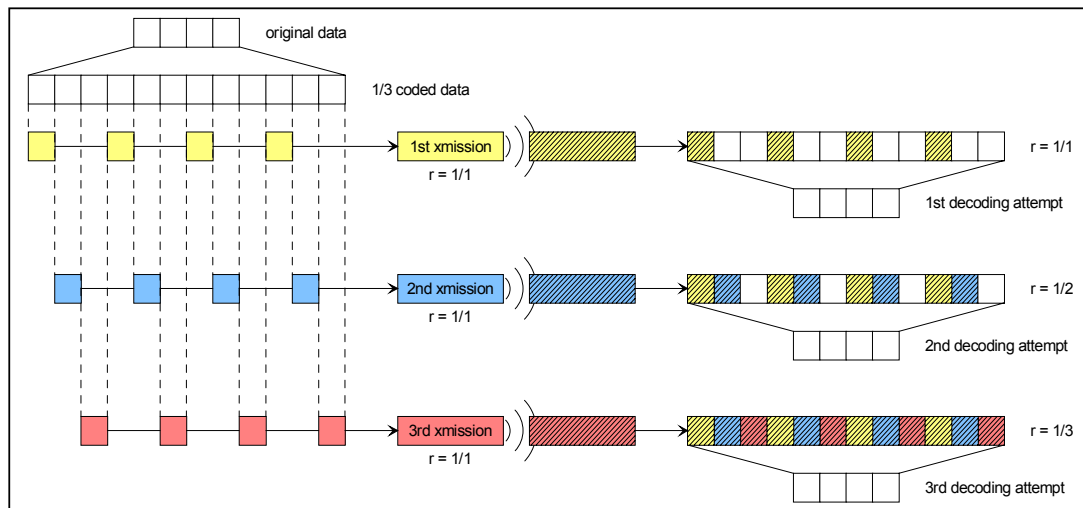 original data
1/3 coded data
1st xmission
r = 1/1
r = 1/1
1st decoding attempt
2nd xmission
r = 1/1
r = 1/2
2nd decoding attempt
3rd xmission
r = 1/1
r = 1/3
3rd decoding attempt